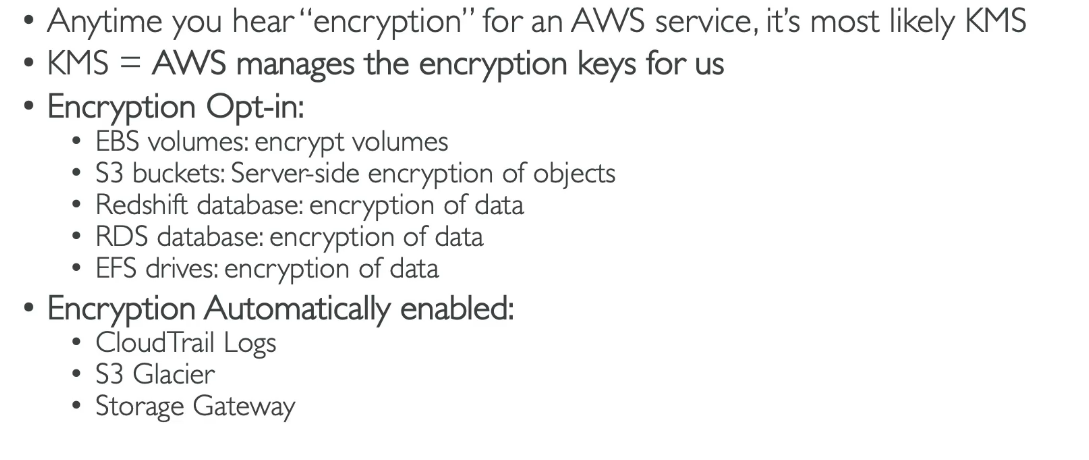 • Anytime you hear “encryption” for an AWS service, it’s most likely KMS
• KMS = AWS manages the encryption keys for us
• Encryption Opt-in:
• EBS volumes: encrypt volumes
• S3 buckets: Server-side encryption of objects
• Redshift database: encryption of data
• RDS database: encryption of data
• EFS drives: encryption of data
• Encryption Automatically enabled:
• CloudTrail Logs
• S3 Glacier
• Storage Gateway